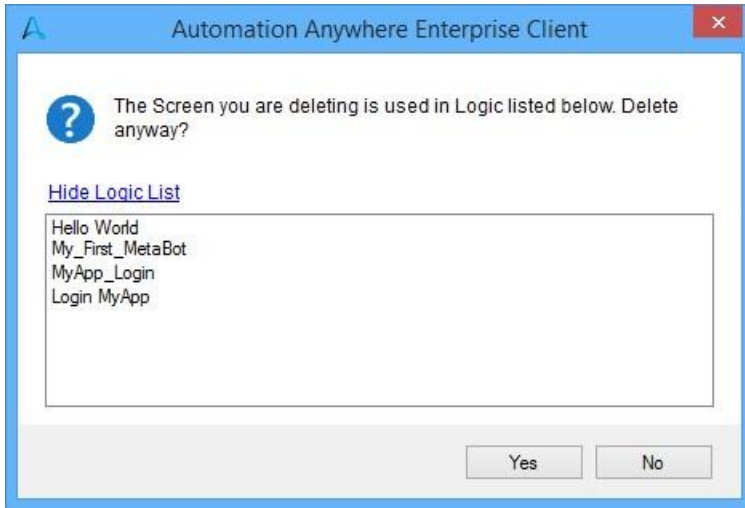 Automation Anywhere Enterprise Client
The Screen you are deleting is used in Logic listed below. Delete
anyway?
Hide Logic List
Hello World
My_First_MetaBot
MyApp_Login
Login MyApp
Yes
No